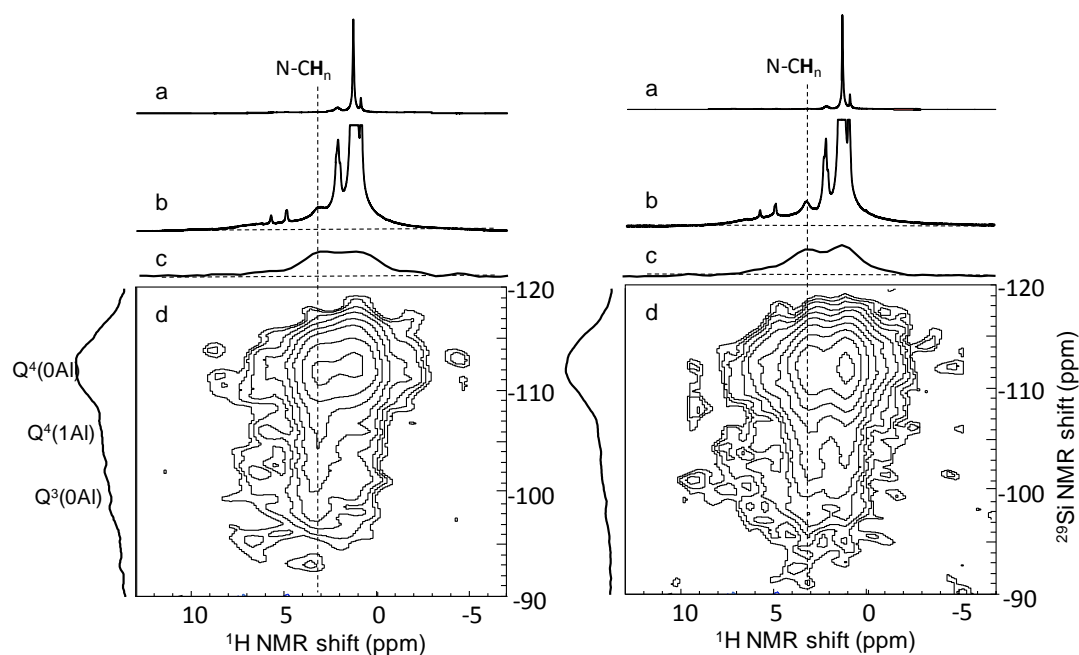 N-CHₙ
a
b
c
d
-120
-110
-100
-90
Q⁴(0Al)
Q⁴(1Al)
Q³(0Al)
10
5
0
-5
¹H NMR shift (ppm)
N-CHₙ
a
b
c
d
-120
-110
-100
-90
²⁹Si NMR shift (ppm)
10
5
0
-5
¹H NMR shift (ppm)